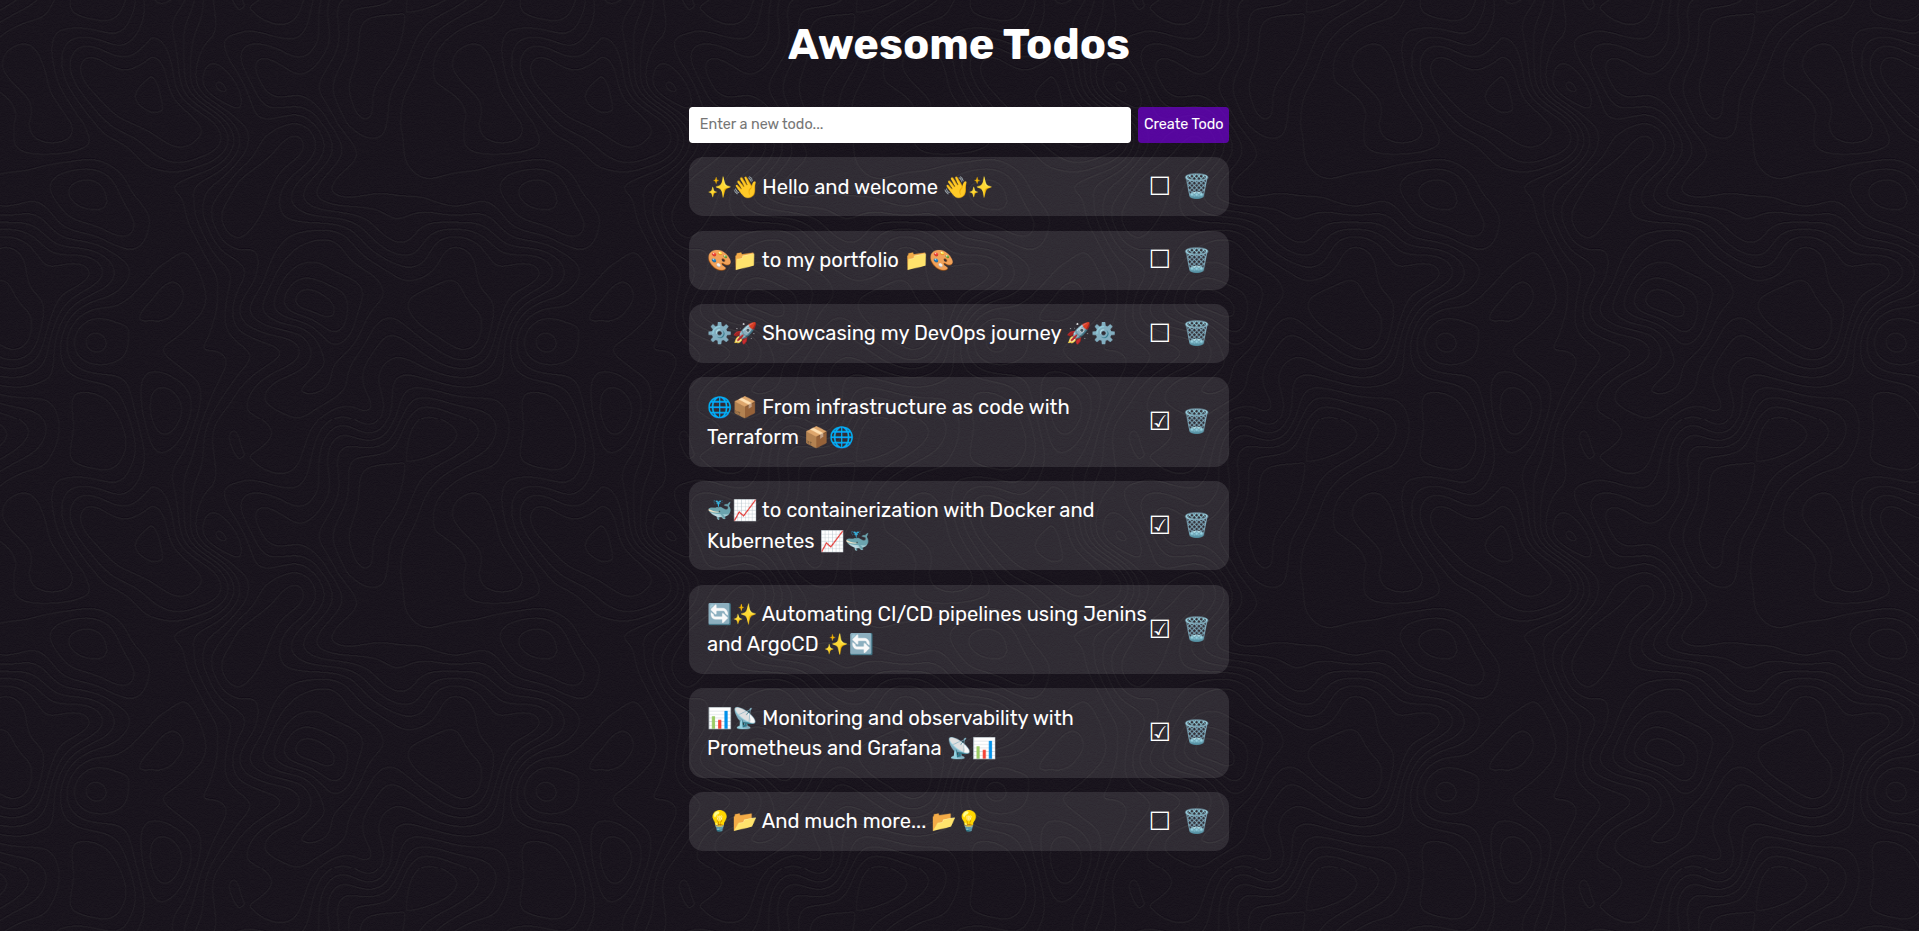 Awesome Todos
Enter a new todo...
Create Todo
✨👋 Hello and welcome 👋✨
🎨📁 to my portfolio 📁🎨
⚙️🚀 Showcasing my DevOps journey 🚀⚙️
🌐📦 From infrastructure as code with
Terraform 📦🌐
🐳📈 to containerization with Docker and
Kubernetes 📈🐳
🔄✨ Automating CI/CD pipelines using Jenins
and ArgoCD ✨🔄
📊📡 Monitoring and observability with
Prometheus and Grafana 📡📊
💡📂 And much more... 📂💡